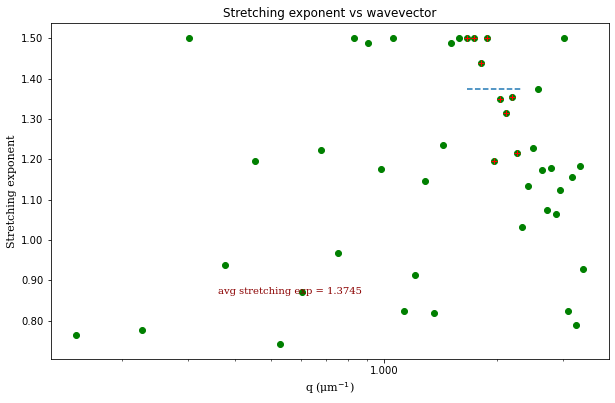 Stretching exponent vs wavevector
1.50
1.40
1.30
1.20
1.10
1.00
0.90
0.80
Stretching exponent
avg stretching exp = 1.3745
1.000
q (μm⁻¹)